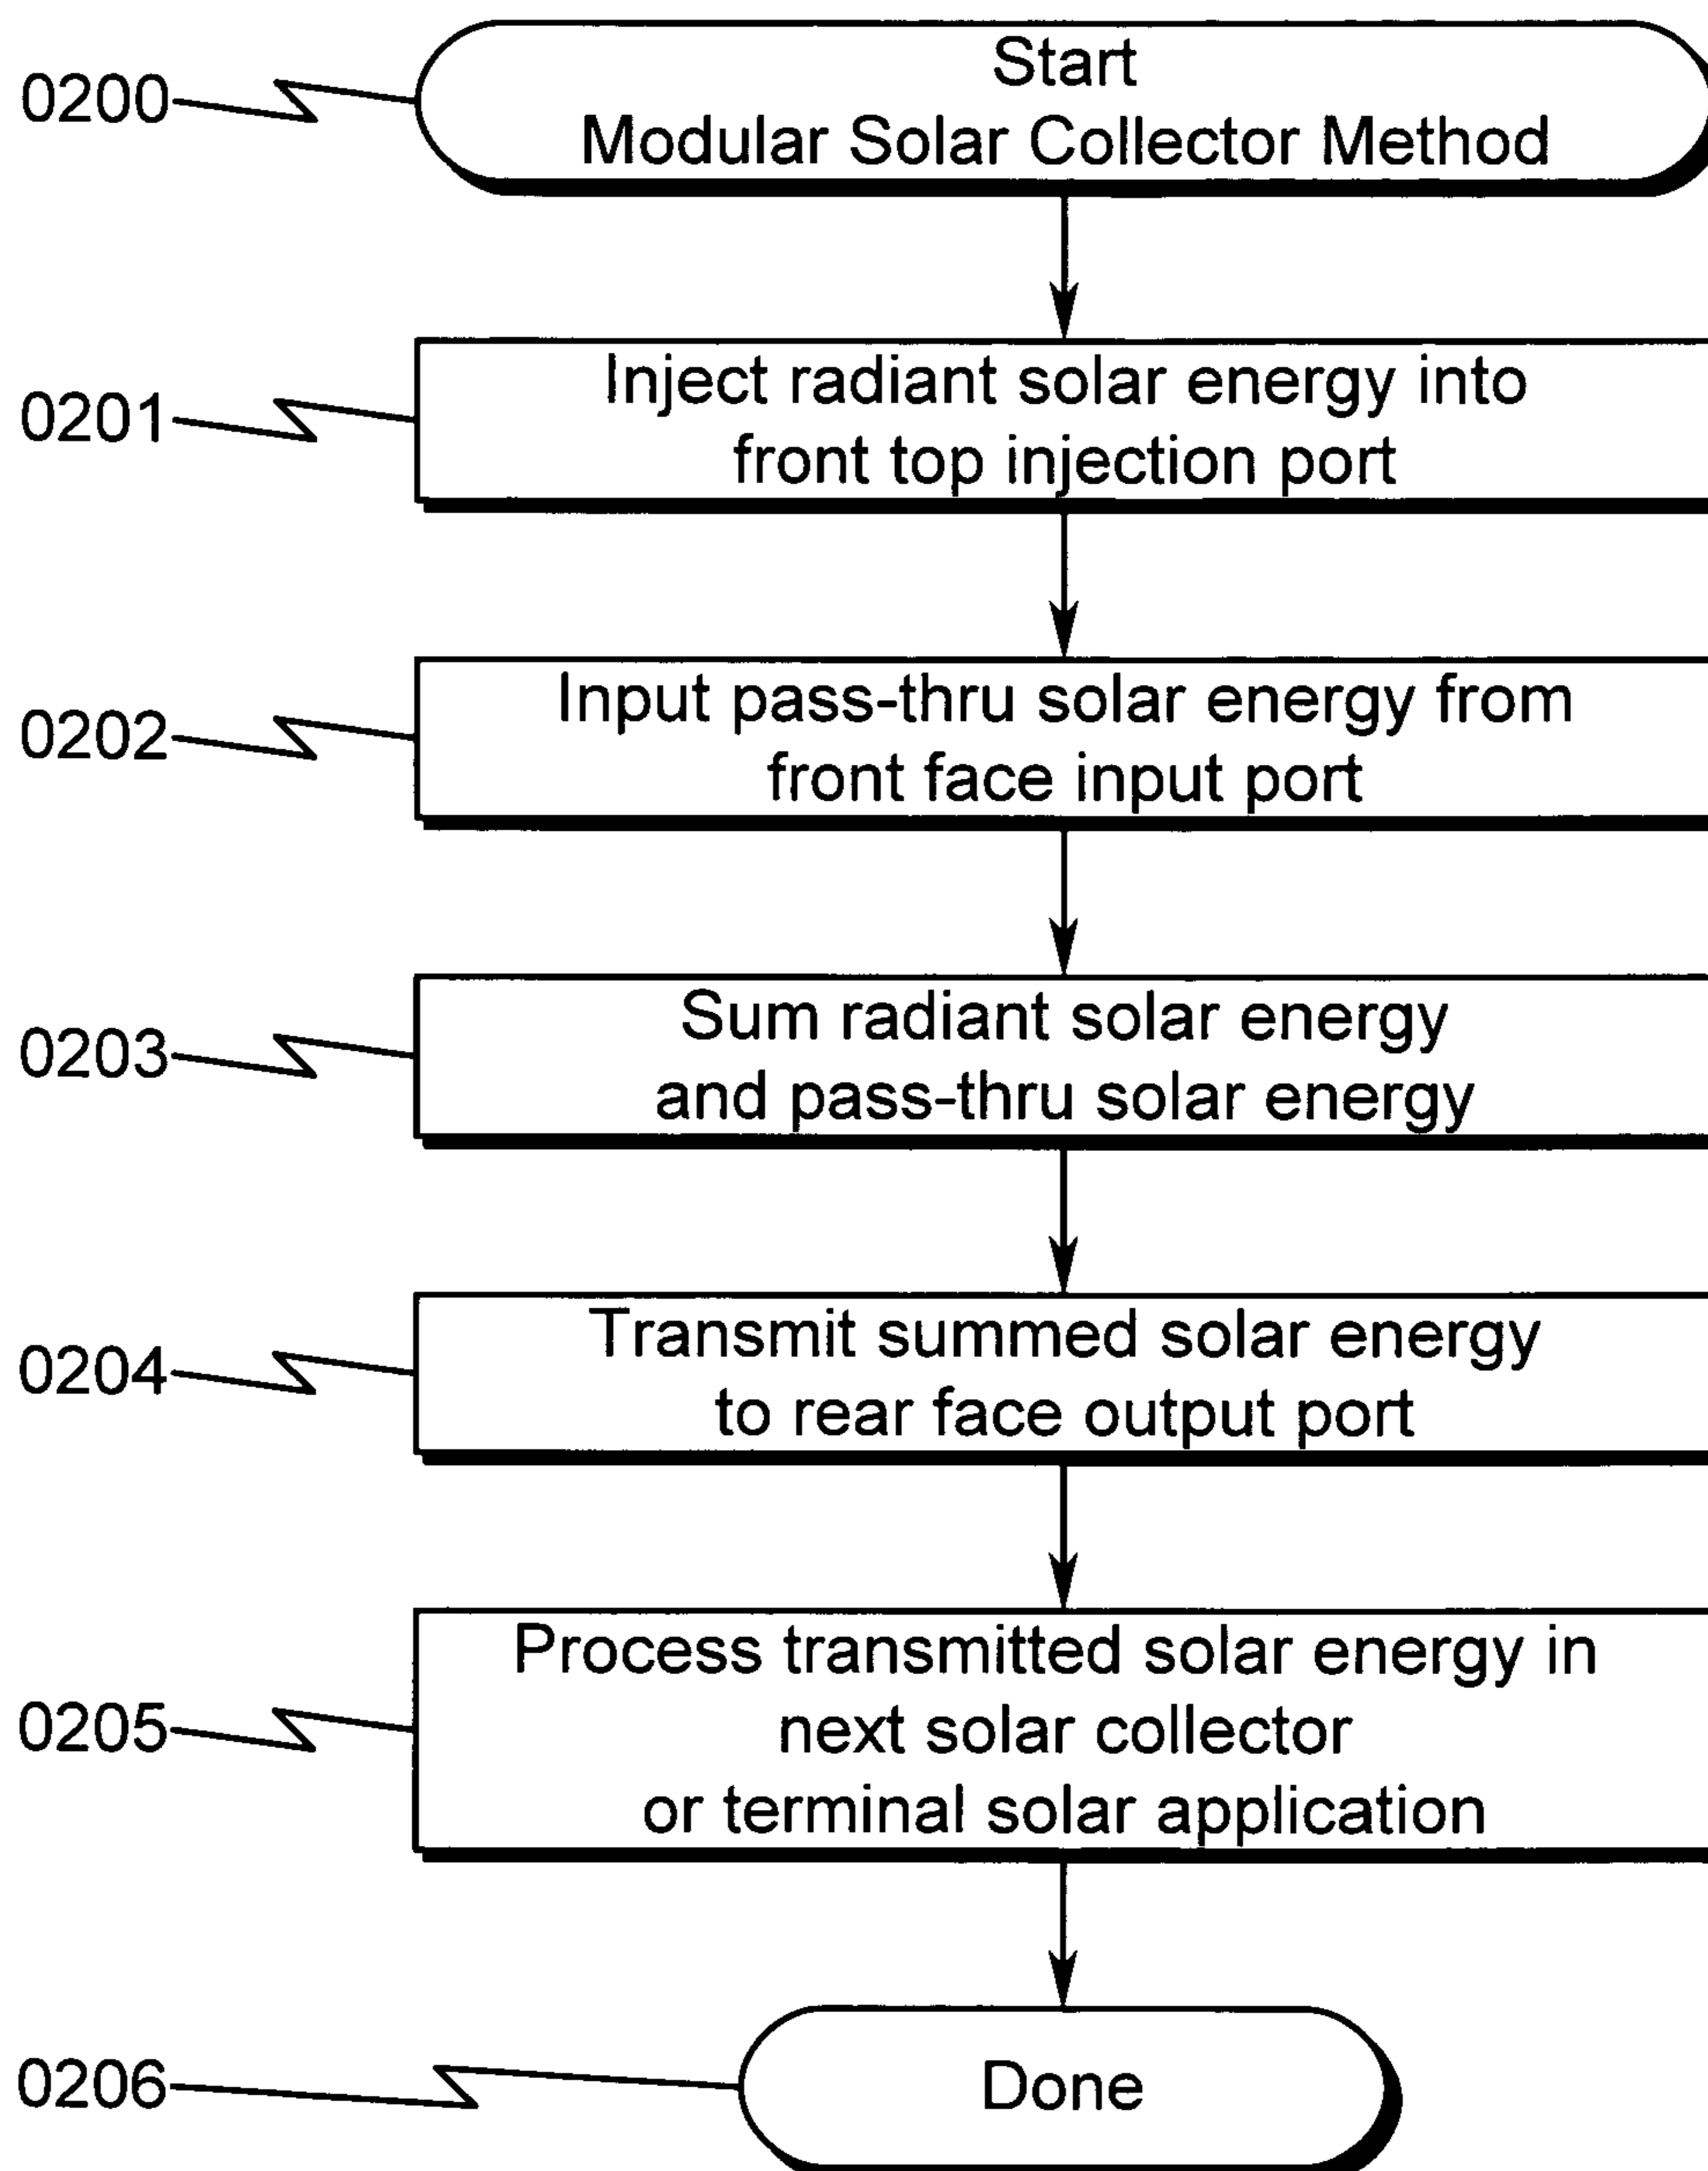 0200
Start
Modular Solar Collector Method
0201
Inject radiant solar energy into
front top injection port
0202
Input pass-thru solar energy from
front face input port
0203
Sum radiant solar energy
and pass-thru solar energy
0204
Transmit summed solar energy
to rear face output port
0205
Process transmitted solar energy in
next solar collector
or terminal solar application
0206
Done